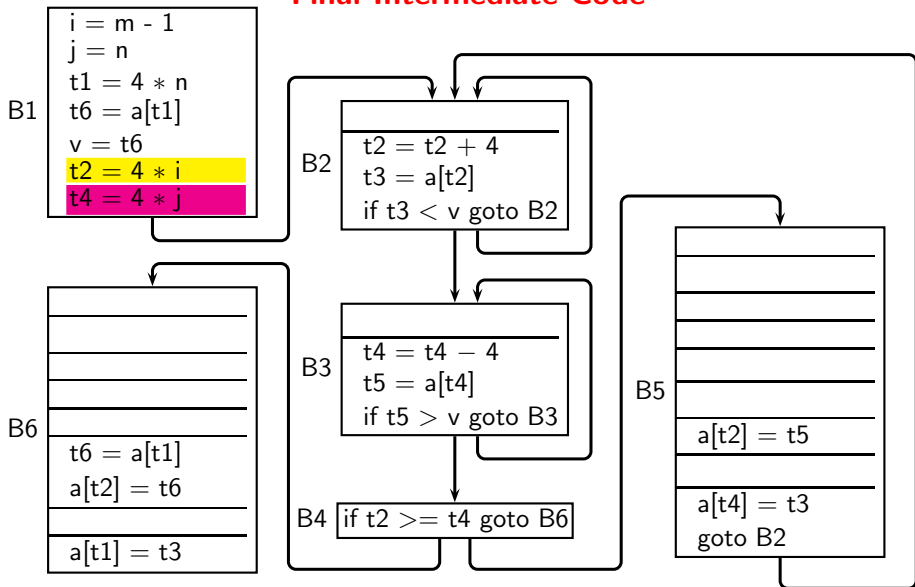 Final Intermediate Code
B1
i = m - 1
j = n
t1 = 4 ∗ n
t6 = a[t1]
v = t6
t2 = 4 ∗ i
t4 = 4 ∗ j
B2
t2 = t2 + 4
t3 = a[t2]
if t3 < v goto B2
B3
t4 = t4 − 4
t5 = a[t4]
if t5 > v goto B3
B4
if t2 >= t4 goto B6
B5
a[t2] = t5
a[t4] = t3
goto B2
B6
t6 = a[t1]
a[t2] = t6
a[t1] = t3